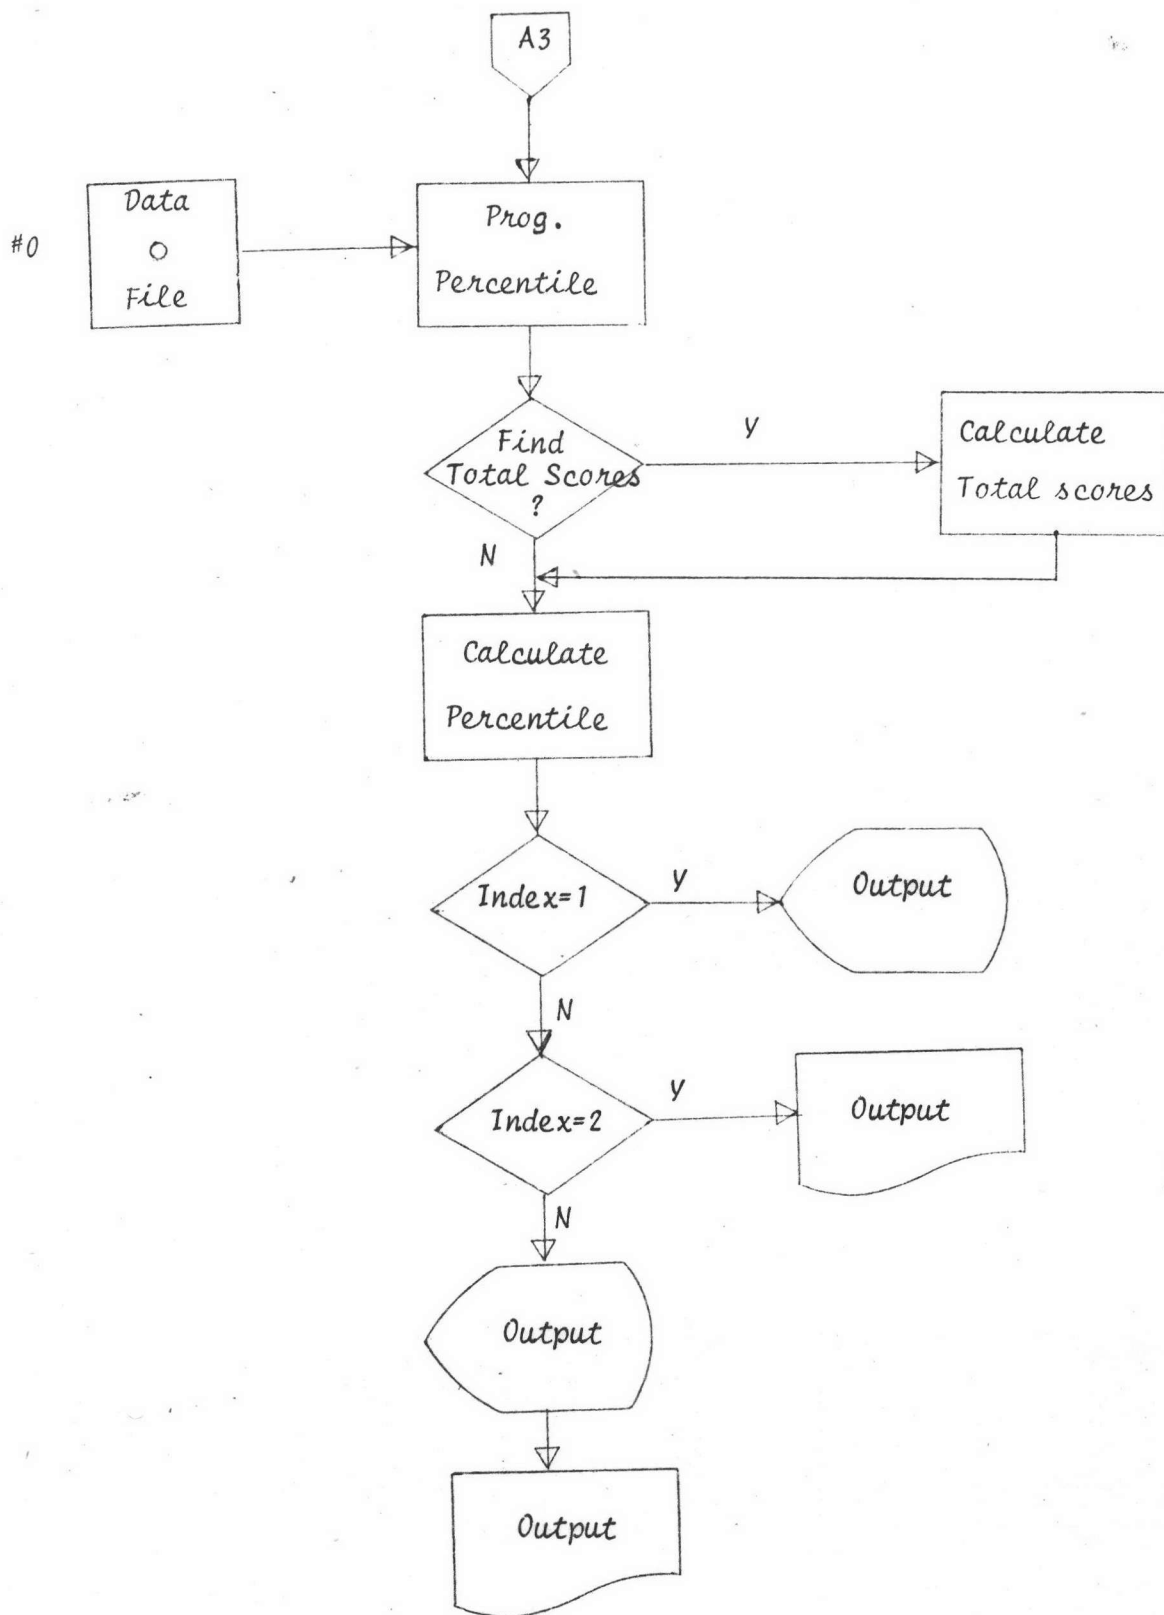 A3
#0
Data
File
Prog.
Percentile
Find
Total Scores
?
Y
Calculate
Total scores
N
Calculate
Percentile
Index=1
Y
Output
N
Index=2
Y
Output
N
Output
Output